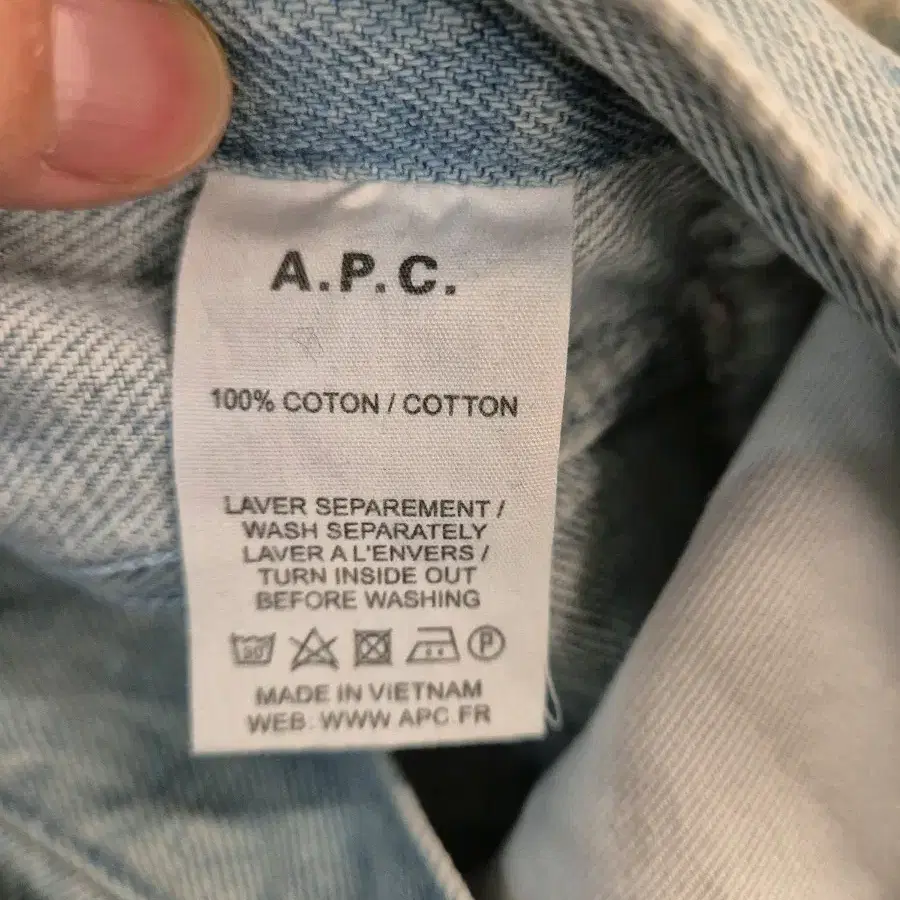 A.P.C.
100% COTON / COTTON
LAVER SEPAREMENT /
WASH SEPARATELY
LAVER A L'ENVERS /
TURN INSIDE OUT
BEFORE WASHING
P
MADE IN VIETNAM
WEB. WWW APC.FR